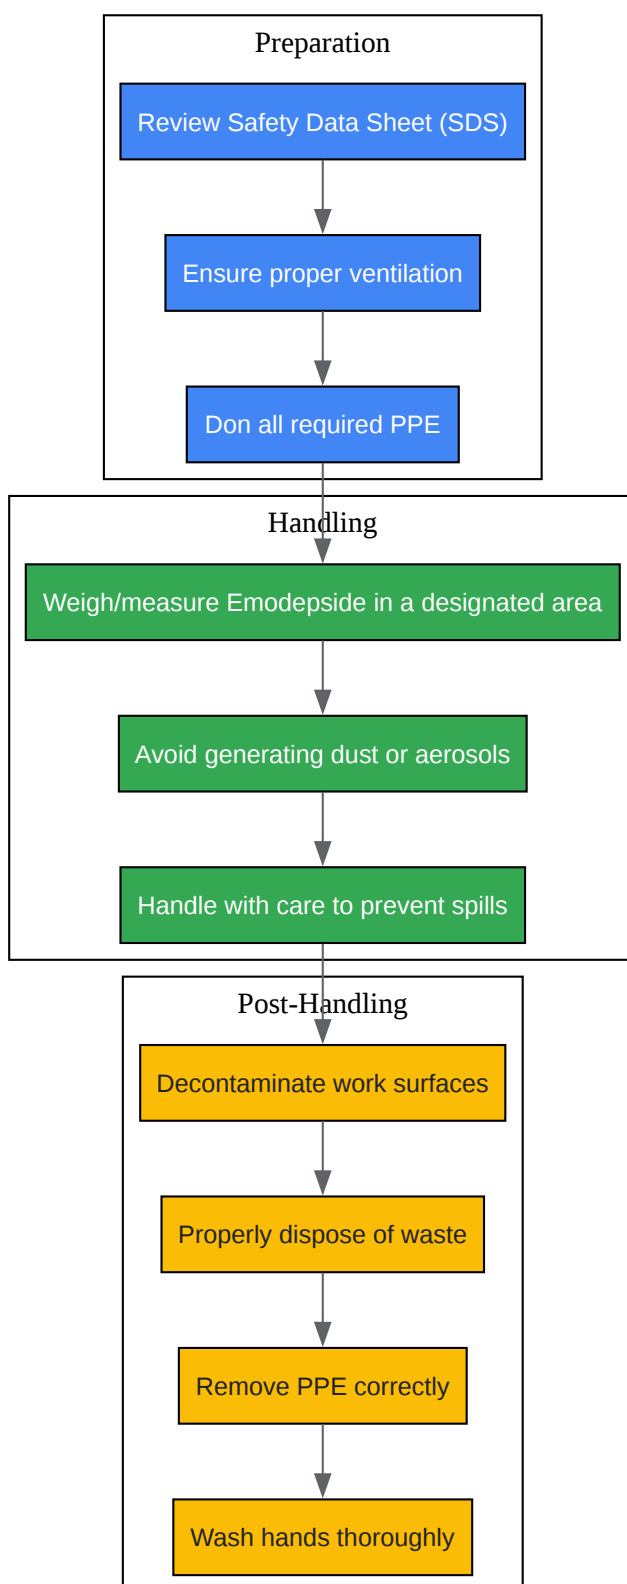 Preparation
Review Safety Data Sheet (SDS)
Ensure proper ventilation
Don all required PPE
Handling
Weigh/measure Emodepside in a designated area
Avoid generating dust or aerosols
Handle with care to prevent spills
Post-Handling
Decontaminate work surfaces
Properly dispose of waste
Remove PPE correctly
Wash hands thoroughly